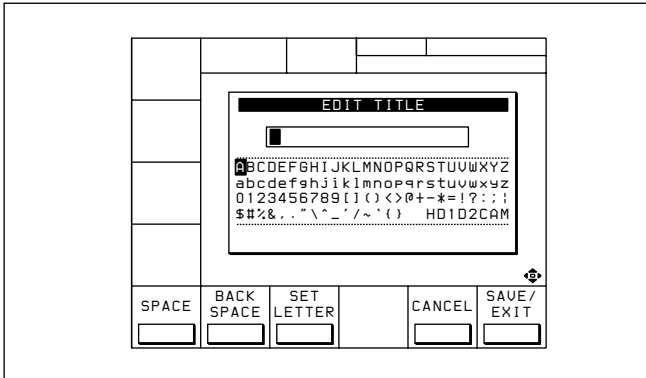 EDIT TITLE
ABCDEFGHIJKLMNOPQRSTUVWXYZ
abcdefghijklmnopqrstuvwxyz
0123456789[]()<>@+-*=!?:;¦
$#%&,."\^_'/~`{} HD1D2CAM
SPACE
BACK SPACE
SET LETTER
CANCEL
SAVE/EXIT